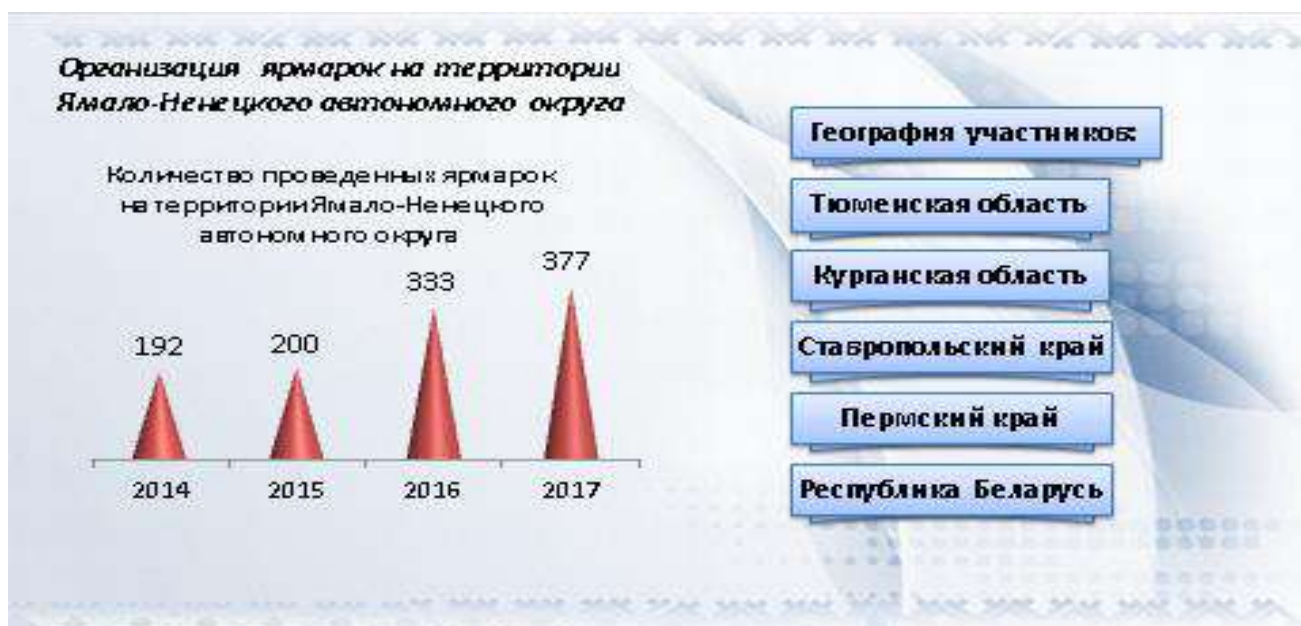 Организация ярмарок на территории
Ямало-Ненецкого автономного округа
Количество проведенных ярмарок
на территории Ямало-Ненецкого
автономного округа
192
200
333
377
2014
2015
2016
2017
География участников:
Тюменская область
Курганская область
Ставропольский край
Пермский край
Республика Беларусь